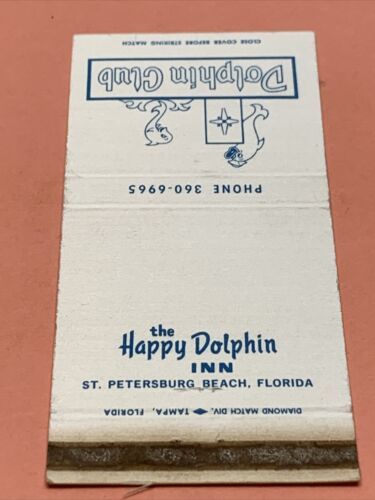 CLOSE COVER BEFORE STRIKING MATCH
Dolphin Club
PHONE 360-6965
the
Happy Dolphin
INN
ST. PETERSBURG BEACH, FLORIDA
DIAMOND MATCH DIV. TAMPA, FLORIDA